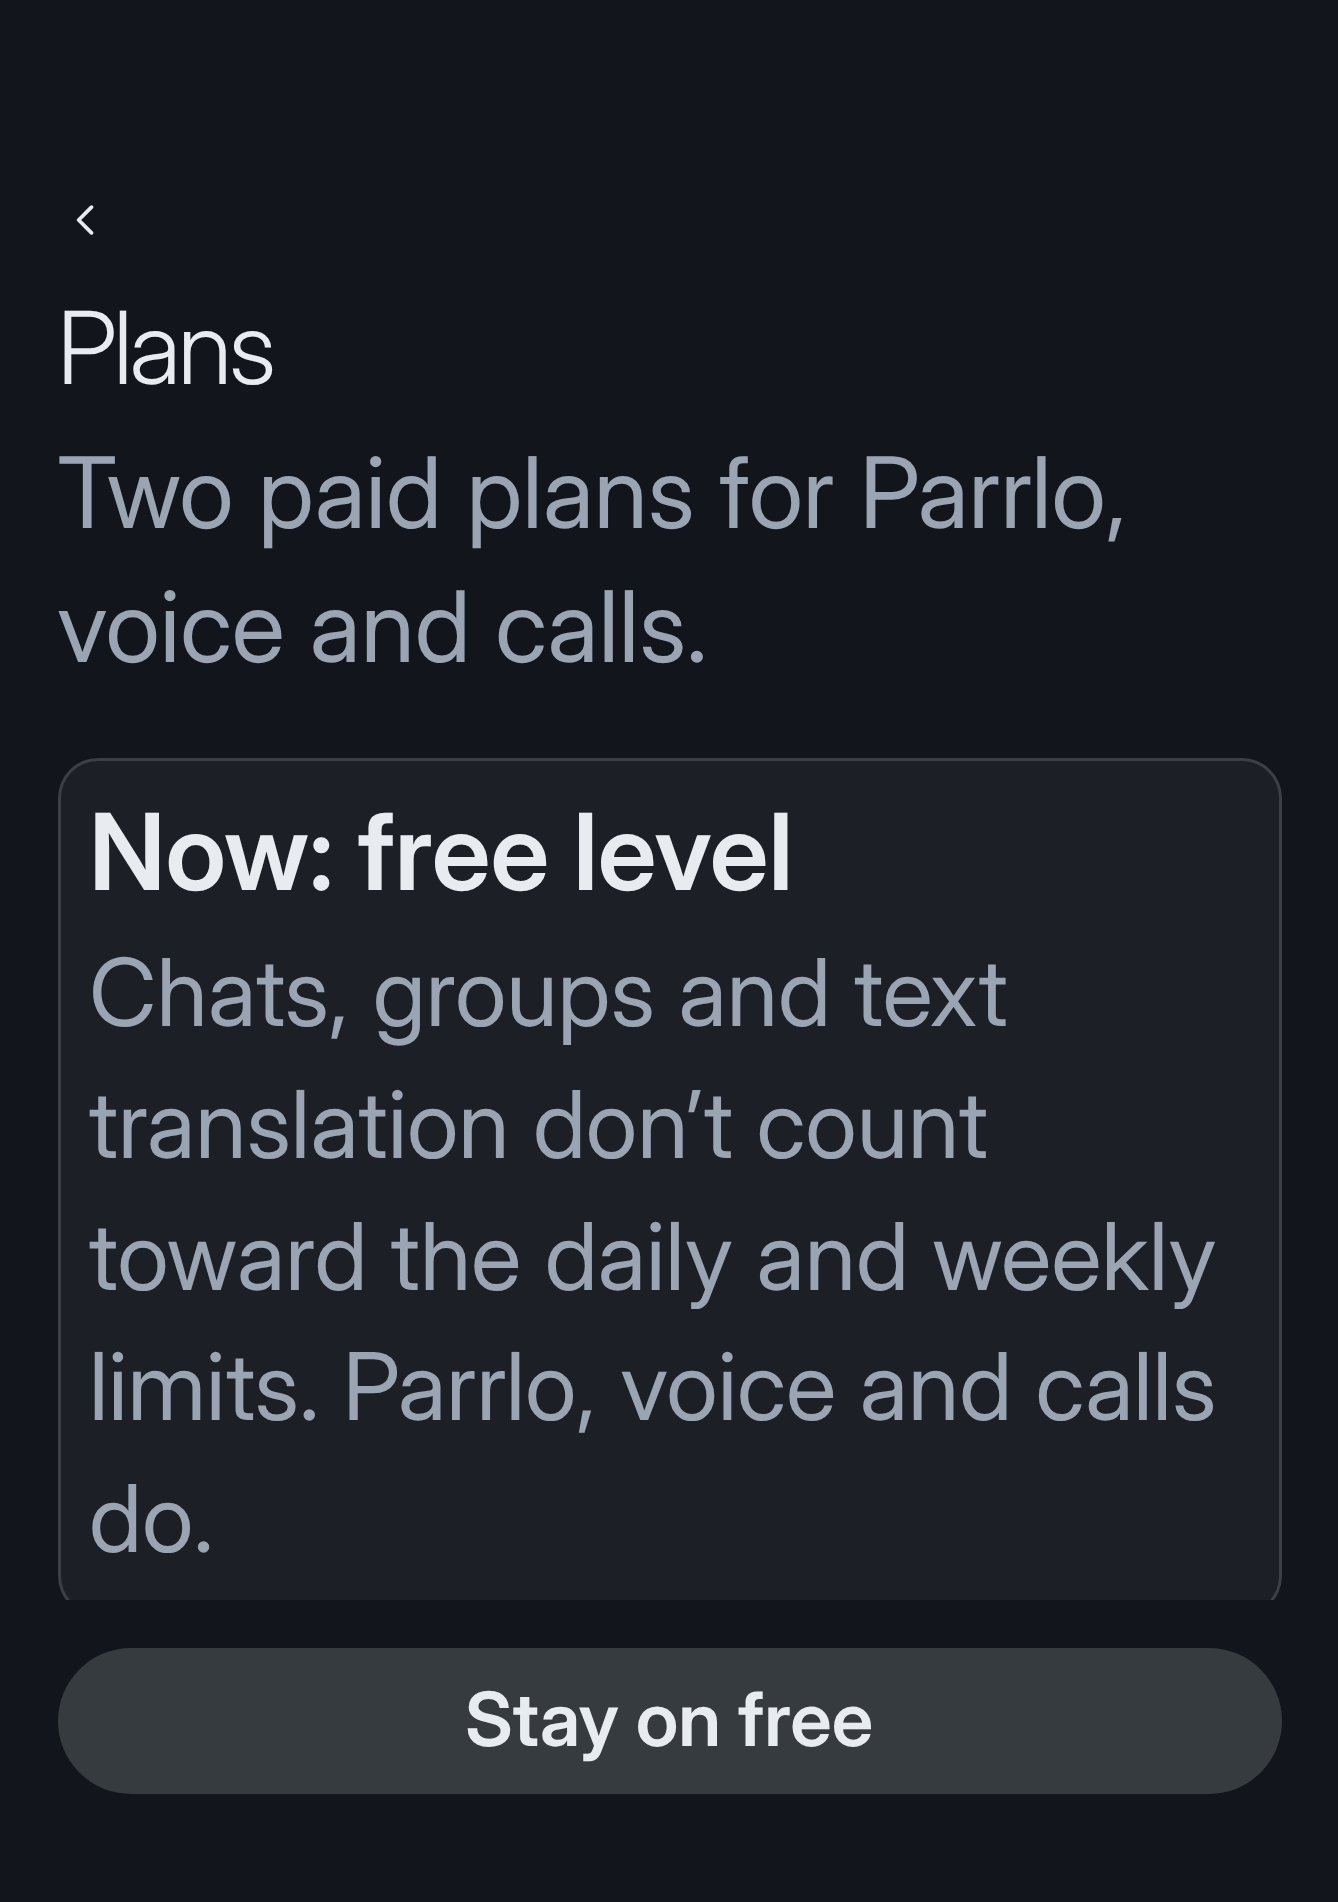 Plans
Two paid plans for Parrlo,
voice and calls.
Now: free level
Chats, groups and text
translation don’t count
toward the daily and weekly
limits. Parrlo, voice and calls
do.
Stay on free